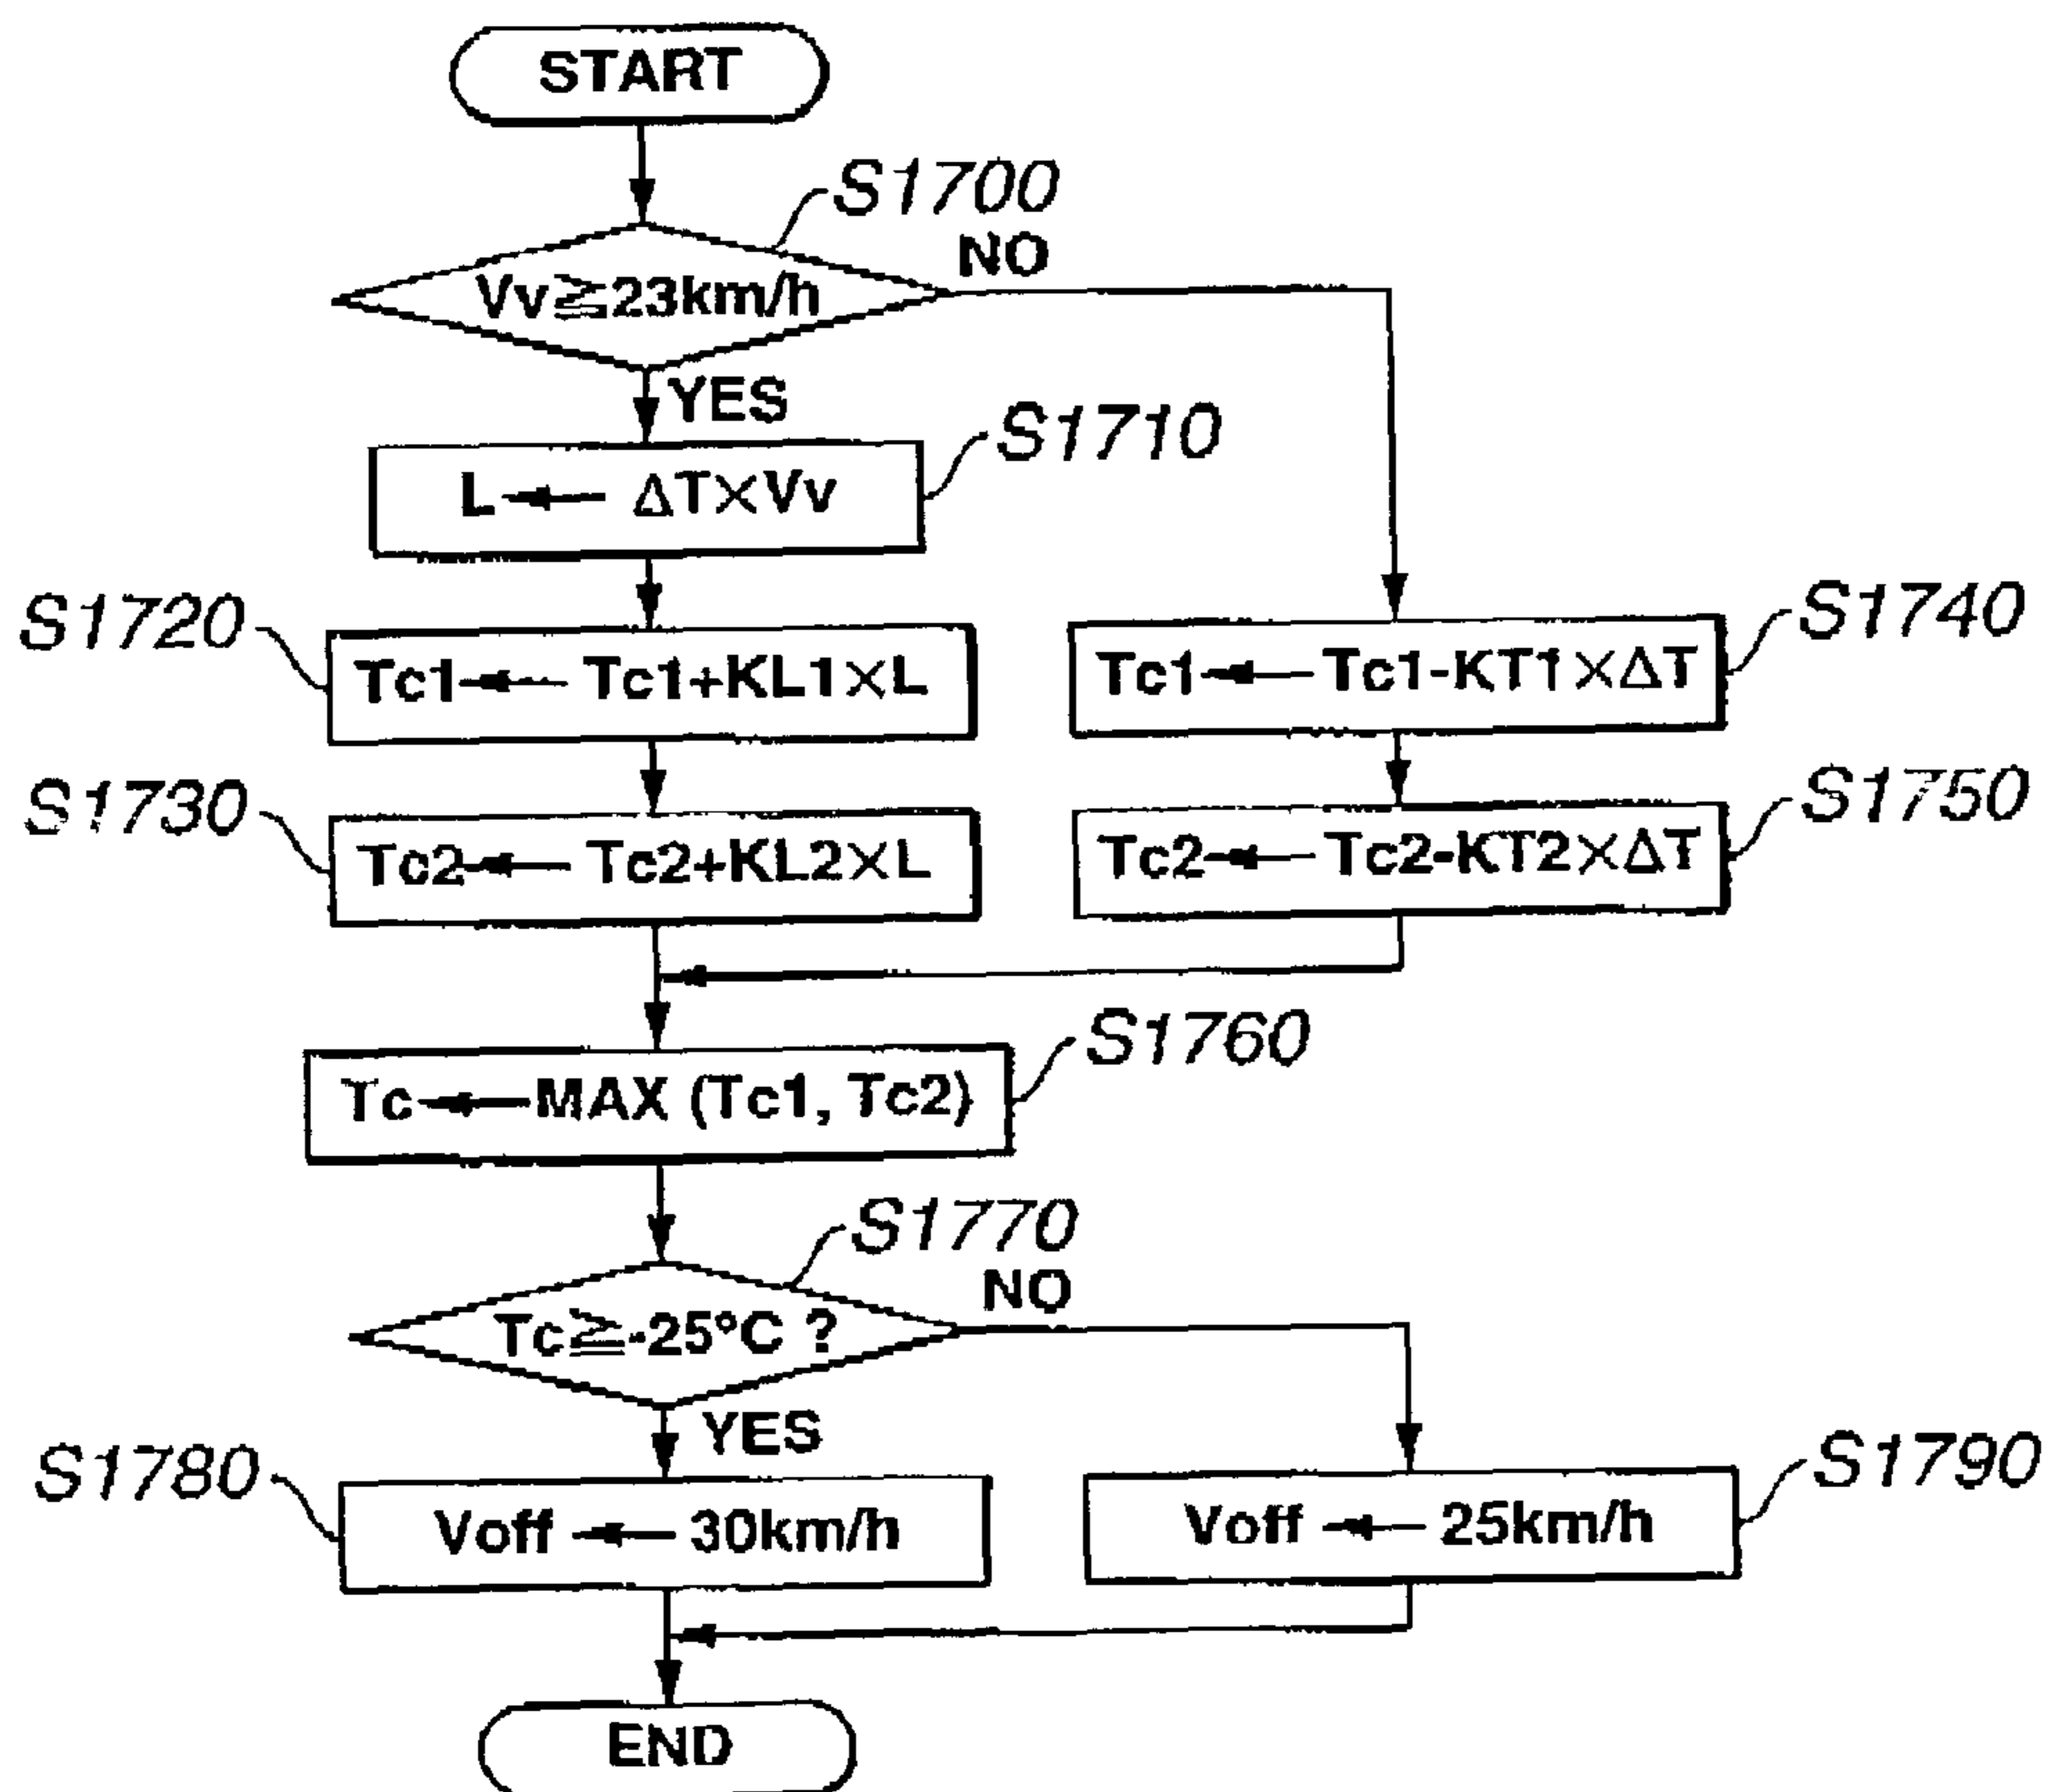 START
S1700
NO
Vv≧23km/h
YES
S1710
L← ΔT×Vv
S1720
Tc1← Tc1+KL1×L
S1740
Tc1← Tc1-KT1×ΔT
S1730
Tc2← Tc2+KL2×L
S1750
Tc2← Tc2-KT2×ΔT
S1760
Tc←MAX (Tc1, Tc2)
S1770
NO
Tc≧-25°C ?
YES
S1780
Voff ← 30km/h
S1790
Voff ← 25km/h
END